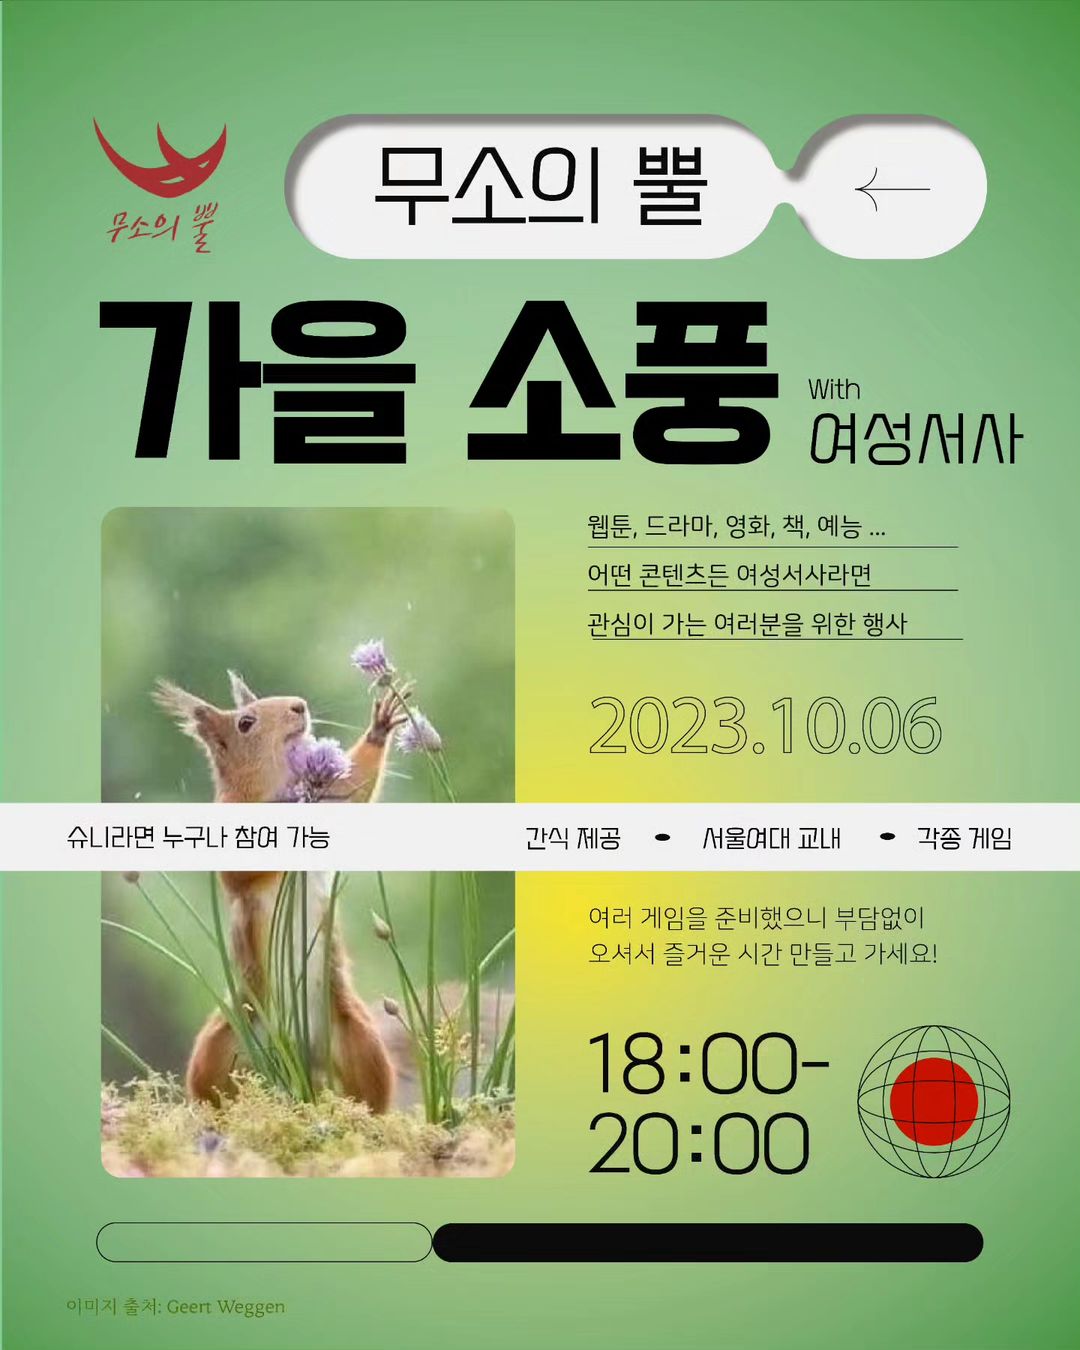 무소의 뿔
무소의 뿔
←
가을 소풍
With
여성서사
웹툰, 드라마, 영화, 책, 예능 ...
어떤 콘텐츠든 여성서사라면
관심이 가는 여러분을 위한 행사
2023.10.06
슈니라면 누구나 참여 가능
간식 제공 • 서울여대 교내 • 각종 게임
여러 게임을 준비했으니 부담없이
오셔서 즐거운 시간 만들고 가세요!
18:00-
20:00
이미지 출처: Geert Weggen